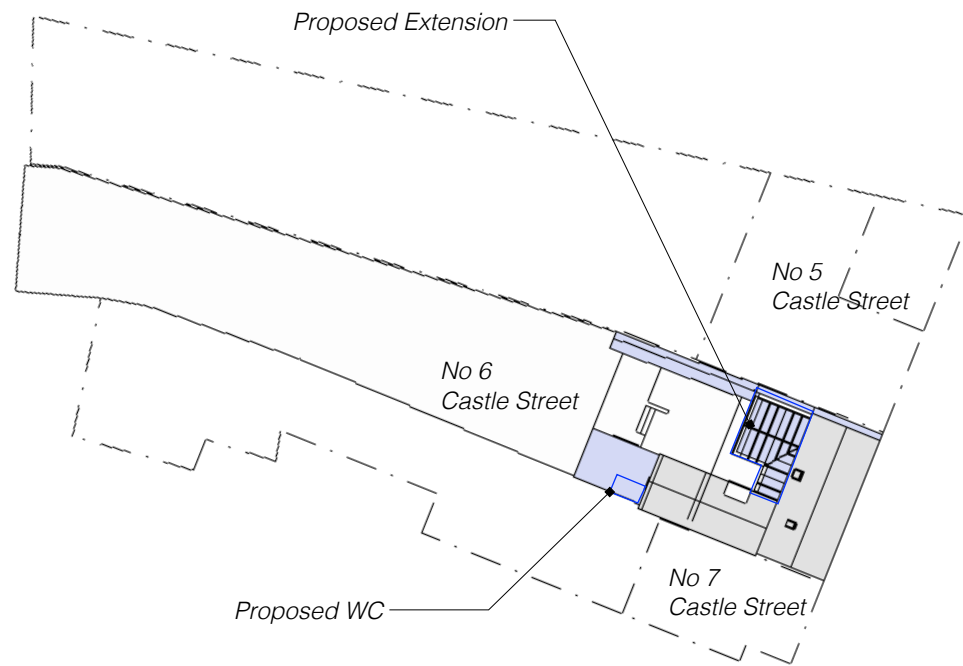 Proposed Extension
No 5
Castle Street
No 6
Castle Street
No 7
Castle Street
Proposed WC